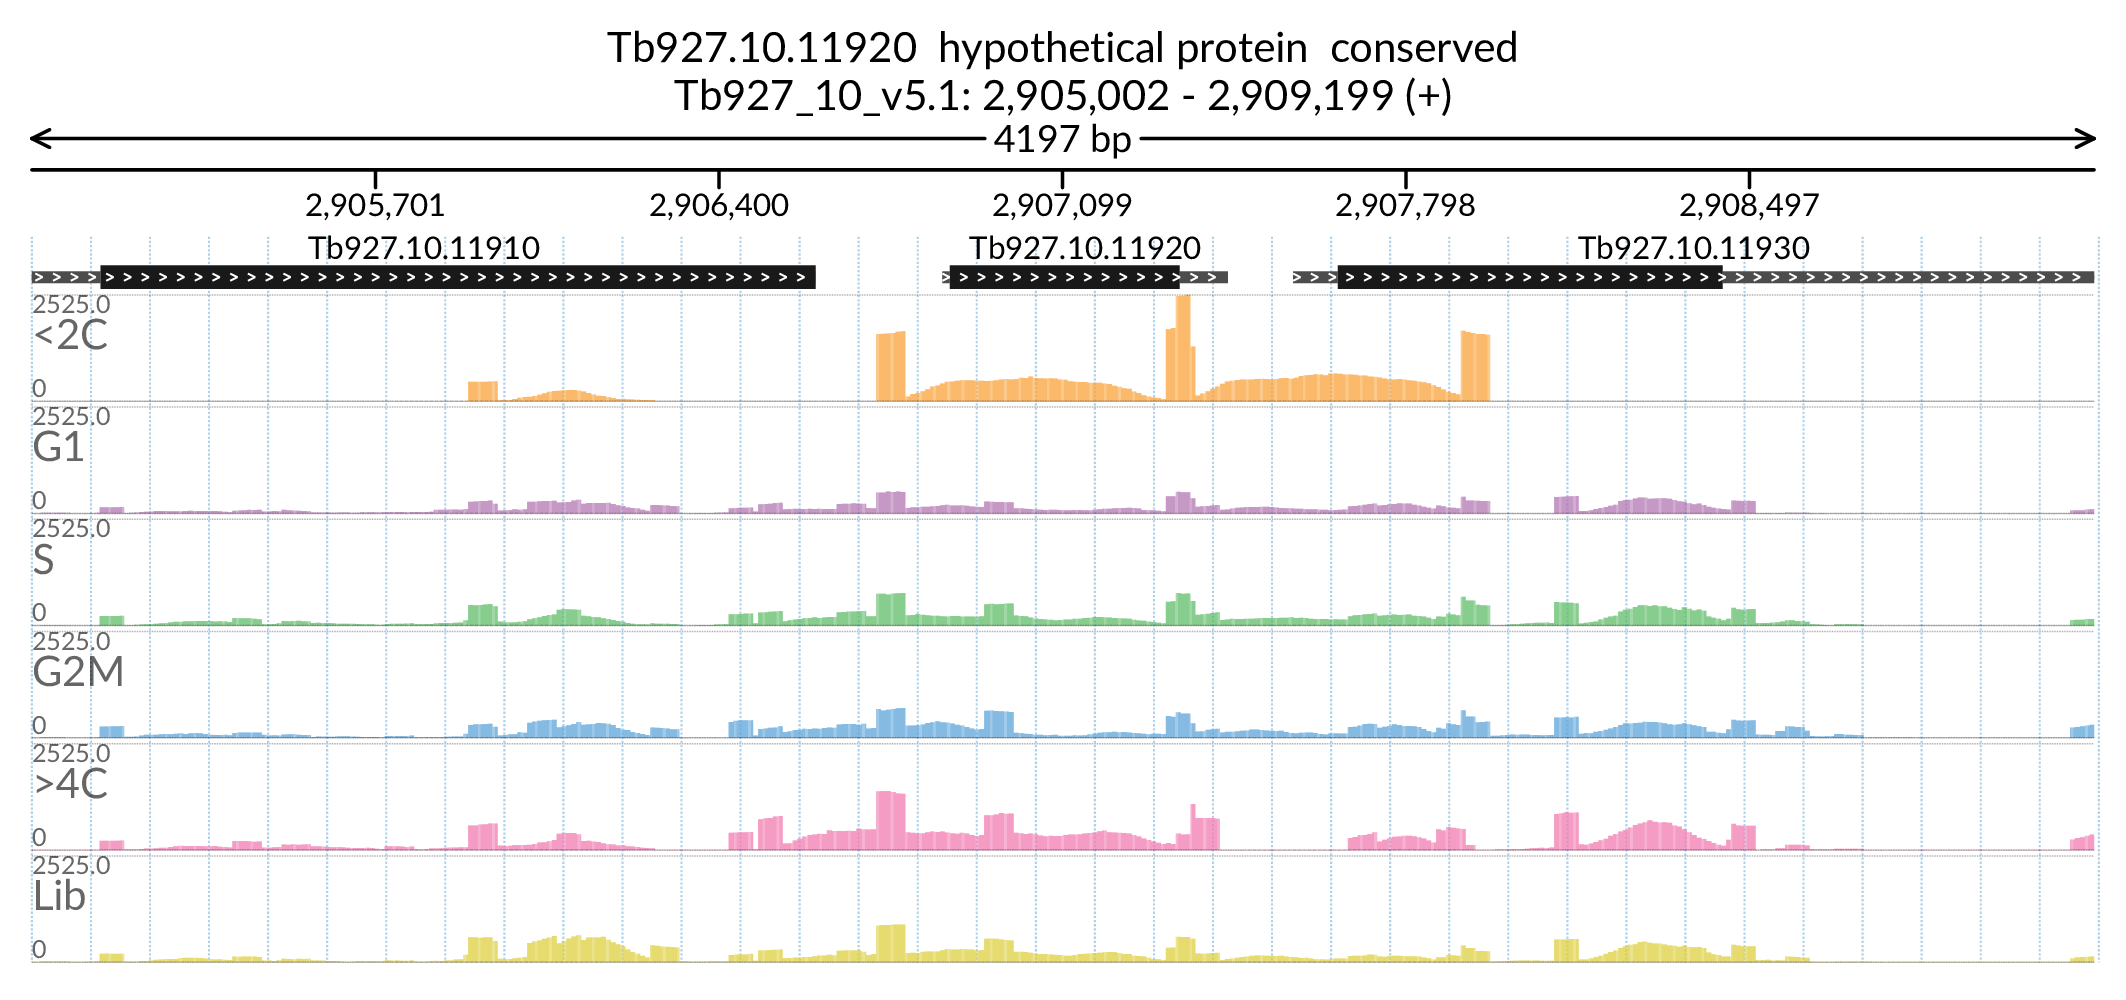 Tb927.10.11920  hypothetical protein  conserved
Tb927_10_v5.1: 2,905,002 - 2,909,199 (+)
4197 bp
2,905,701 2,906,400 2,907,099 2,907,798 2,908,497
Tb927.10.11910 Tb927.10.11920 Tb927.10.11930
2525.0
<2C
0
2525.0
G1
0
2525.0
S
0
2525.0
G2M
0
2525.0
>4C
0
2525.0
Lib
0